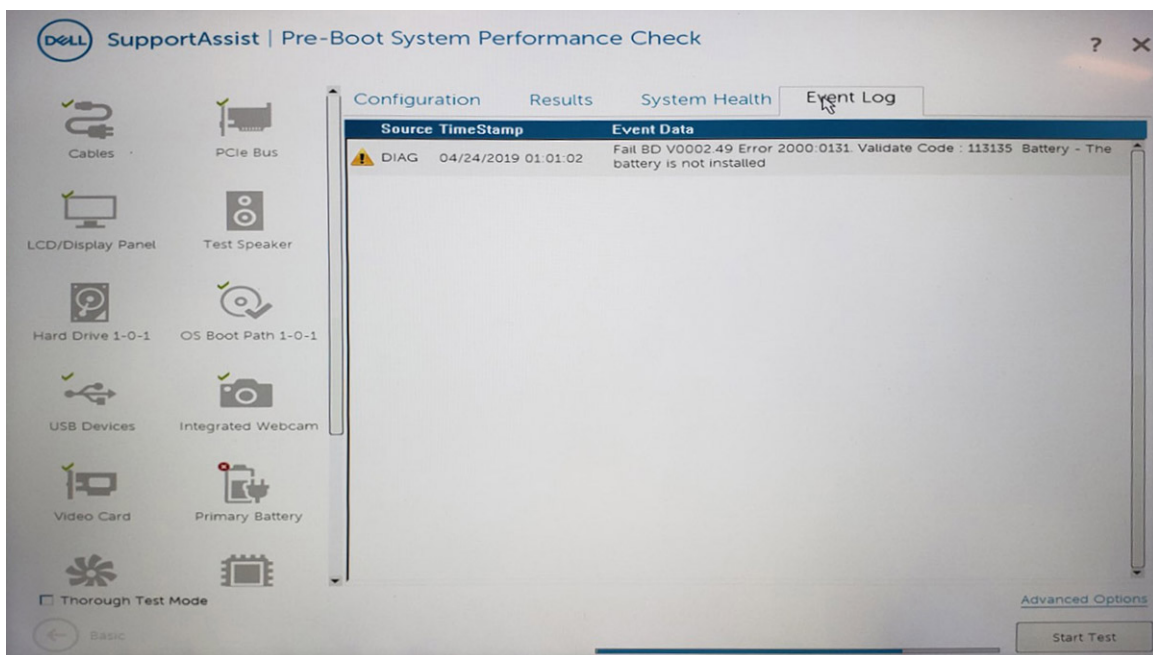 DELL
SupportAssist | Pre-Boot System Performance Check
? ×
Configuration Results System Health Event Log
Source TimeStamp Event Data
DIAG 04/24/2019 01:01:02 Fail BD V0002.49 Error 2000:0131. Validate Code : 113135 Battery - The
battery is not installed
Cables PCIe Bus
LCD/Display Panel Test Speaker
Hard Drive 1-0-1 OS Boot Path 1-0-1
USB Devices Integrated Webcam
Video Card Primary Battery
Thorough Test Mode
Advanced Options
Basic
Start Test